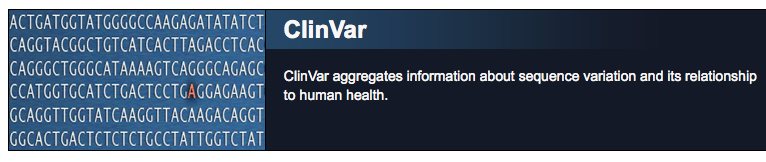 ACTGATGGTATGGGGCCAAGAGATATATCT
CAGGTACGGCTGTCATCACTTAGACCTCAC
CAGGGCTGGGCATAAAAGTCAGGGCAGAGC
CCATGGTGCATCTGACTCCTGAGGAGAAGT
GCAGGTTGGTATCAAGGTTACAAGACAGGT
GGCACTGACTCTCTCTGCCTATTGGTCTAT
ClinVar
ClinVar aggregates information about sequence variation and its relationship
to human health.